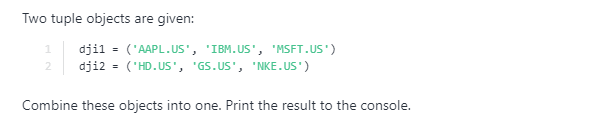 Two tuple objects are given:
1 dji1 = ('AAPL.US', 'IBM.US', 'MSFT.US')
2 dji2 = ('HD.US', 'GS.US', 'NKE.US')
Combine these objects into one. Print the result to the console.